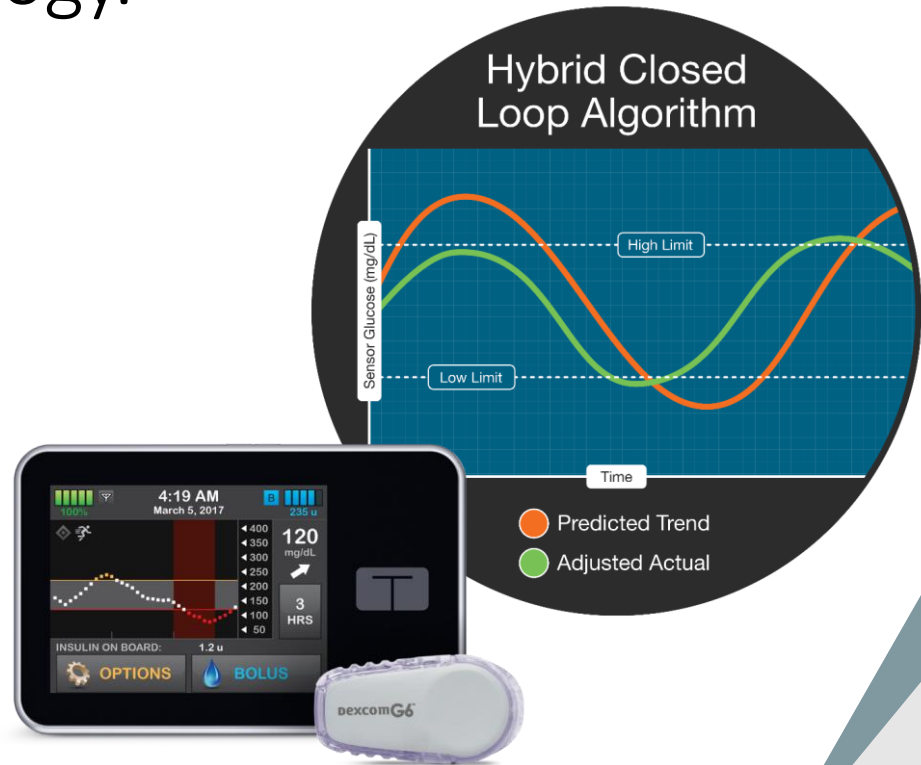 ogy.
Hybrid Closed
Loop Algorithm
Sensor Glucose (mg/dL)
High Limit
Low Limit
Time
Predicted Trend
Adjusted Actual
100%
4:19 AM
March 5, 2017
B
235 u
400
350
300
250
200
150
100
50
120
mg/dL
3
HRS
INSULIN ON BOARD: 1.2 u
OPTIONS
BOLUS
T
Dexcom G6